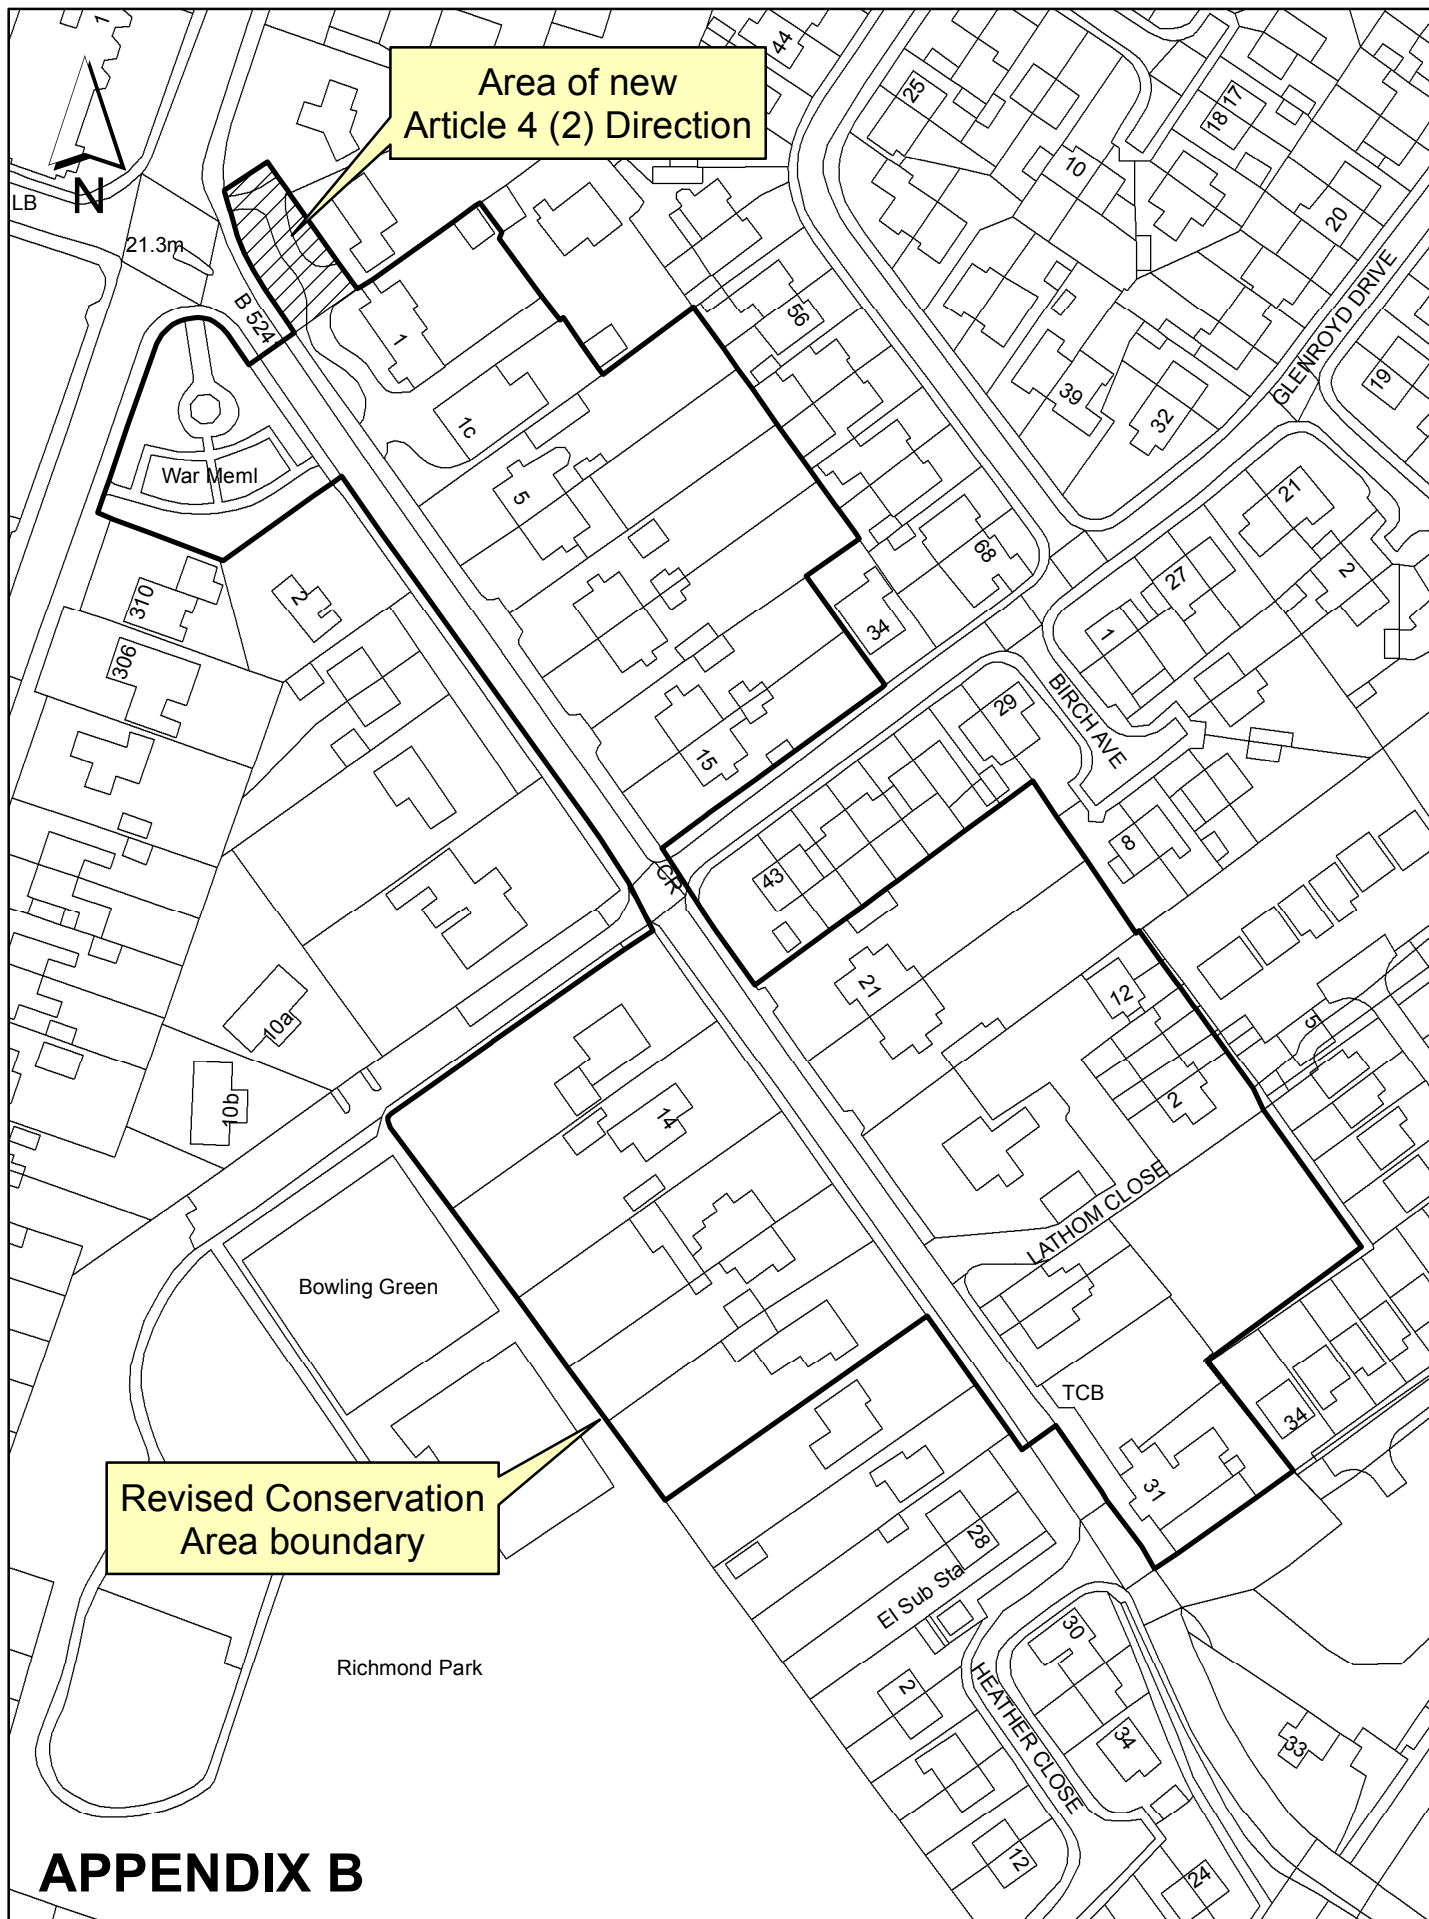 1
44
Area of new
Article 4 (2) Direction
25
18 17
10
N
LB
20
21.3m
B 524
GLENROYD DRIVE
56
1
19
39
32
1c
War Meml
5
21
68
27
2
310
2
34
1
306
BIRCH AVE
29
15
8
43
CR
21
12
10a
5
14
2
10b
LATHOM CLOSE
Bowling Green
TCB
34
31
Revised Conservation
Area boundary
28
El Sub Sta
30
Richmond Park
2
HEATHER CLOSE
34
33
12
24
APPENDIX B